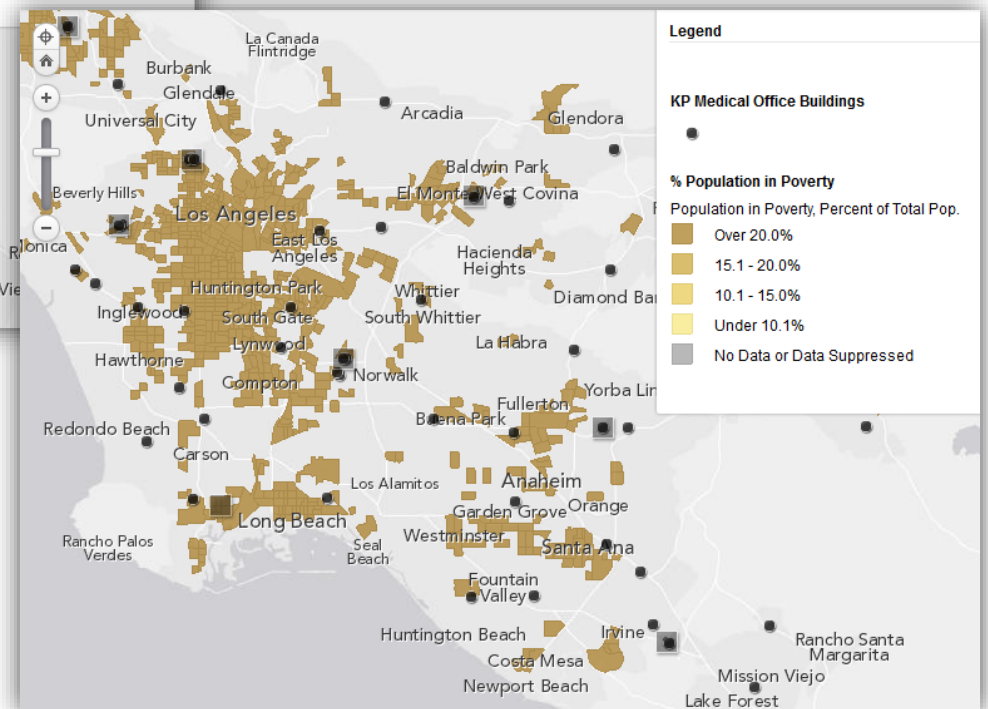 La Canada
Flintridge
Burbank
Glendale
Arcadia
Universal City
Glendora
Baldwin Park
Beverly Hills
El Monte
West Covina
Los Angeles
East Los
Angeles
Hacienda
Heights
Huntington Park
Whittier
Diamond Bar
Inglewood
South Gate
South Whittier
Lynwood
La Habra
Hawthorne
Compton
Norwalk
Yorba Lin
Fullerton
Redondo Beach
Buena Park
Carson
Los Alamitos
Anaheim
Garden Grove
Orange
Long Beach
Rancho Palos
Verdes
Seal
Beach
Westminster
Santa Ana
Fountain
Valley
Huntington Beach
Irvine
Rancho Santa
Margarita
Costa Mesa
Mission Viejo
Newport Beach
Lake Forest
Legend
KP Medical Office Buildings
% Population in Poverty
Population in Poverty, Percent of Total Pop.
Over 20.0%
15.1 - 20.0%
10.1 - 15.0%
Under 10.1%
No Data or Data Suppressed